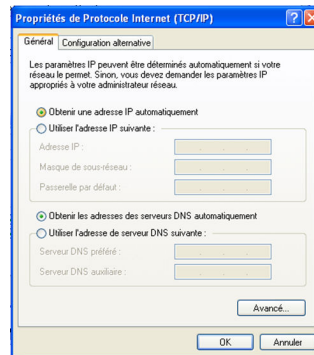 Propriétés de Protocole Internet (TCP/IP)
Général Configuration alternative
Les paramètres IP peuvent être déterminés automatiquement si votre
réseau le permet. Sinon, vous devez demander les paramètres IP
appropriés à votre administrateur réseau.
Obtenir une adresse IP automatiquement
Utiliser l'adresse IP suivante :
Adresse IP :
Masque de sous-réseau :
Passerelle par défaut :
Obtenir les adresses des serveurs DNS automatiquement
Utiliser l'adresse de serveur DNS suivante :
Serveur DNS préféré :
Serveur DNS auxiliaire :
Avancé...
OK Annuler